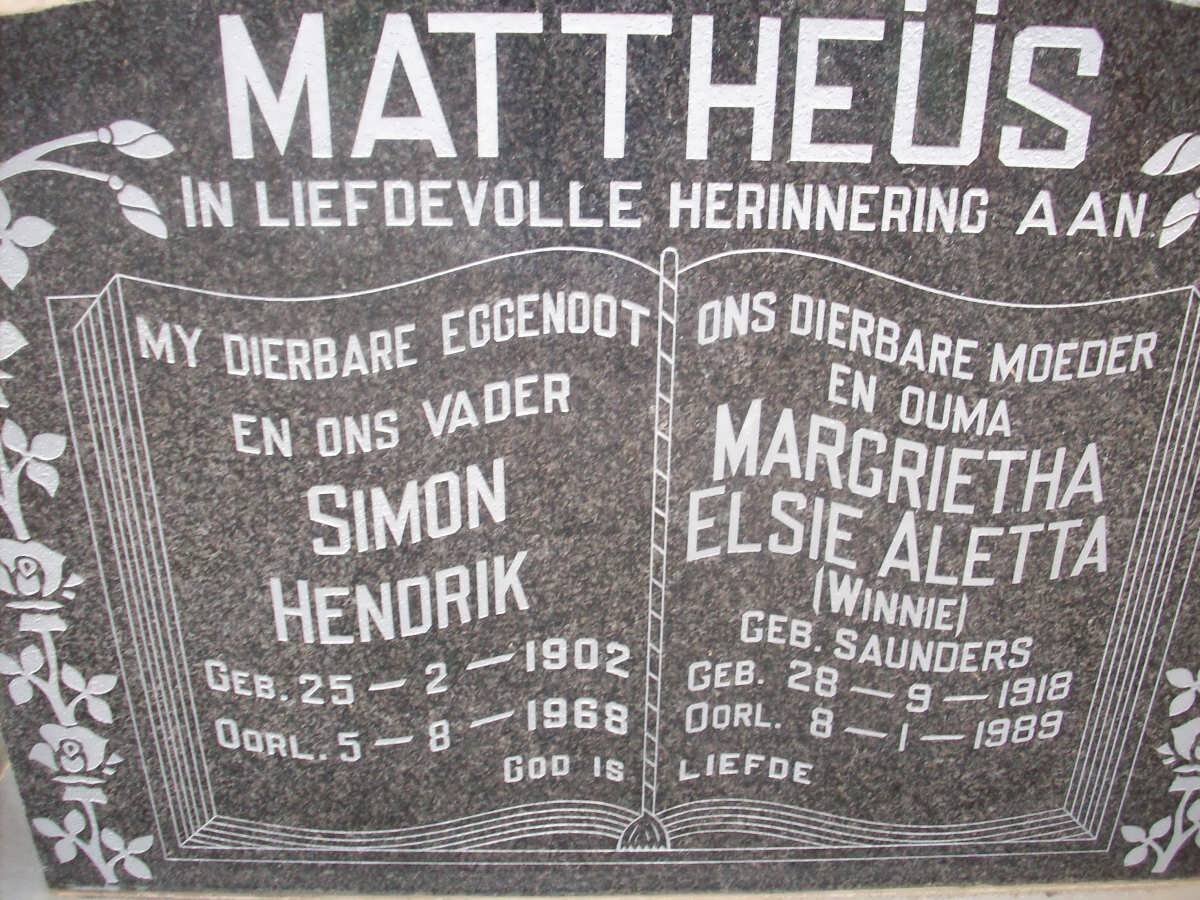 MATTHEÜS
IN LIEFDEVOLLE HERINNERING AAN
MY DIERBARE EGGENOOT
EN ONS VADER
SIMON
HENDRIK
GEB. 25 — 2 — 1902
OORL. 5 — 8 — 1968
ONS DIERBARE MOEDER
EN OUMA
MARGRIETHA
ELSIE ALETTA
(WINNIE)
GEB. SAUNDERS
GEB. 28 — 9 — 1918
OORL. 8 — 1 — 1989
GOD IS LIEFDE